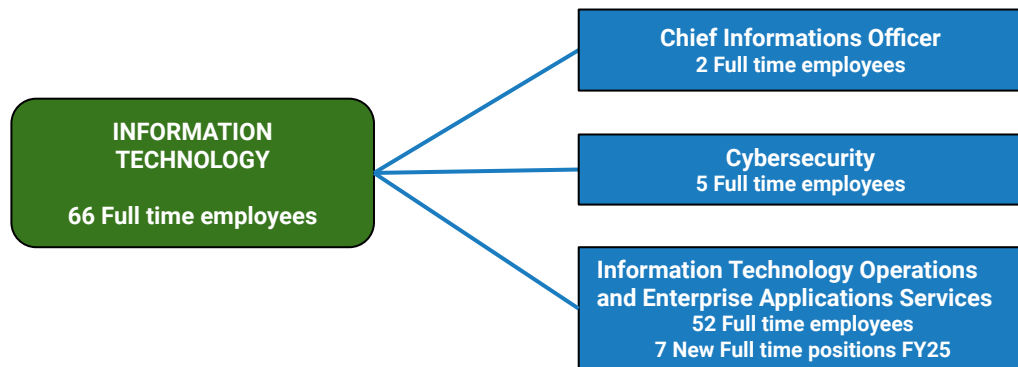 INFORMATION
TECHNOLOGY
66 Full time employees
Chief Informations Officer
2 Full time employees
Cybersecurity
5 Full time employees
Information Technology Operations
and Enterprise Applications Services
52 Full time employees
7 New Full time positions FY25